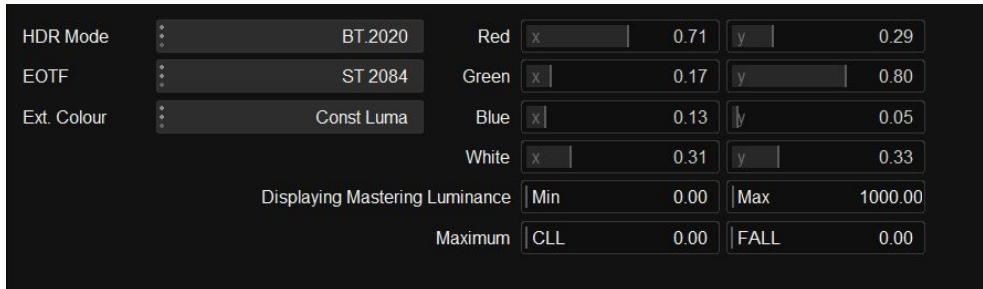 HDR Mode BT.2020 Red x 0.71 y 0.29
EOTF ST 2084 Green x 0.17 y 0.80
Ext. Colour Const Luma Blue x 0.13 y 0.05
White x 0.31 y 0.33
Displaying Mastering Luminance Min 0.00 Max 1000.00
Maximum CLL 0.00 FALL 0.00